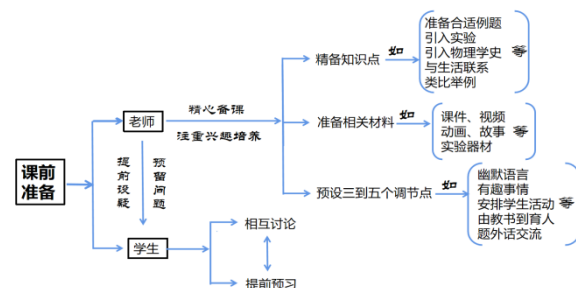 课前
准备
老师
学生
精心备课
注重兴趣培养
提前设疑
预留问题
精备知识点
如
准备合适例题
引入实验
引入物理学史
与生活联系
类比举例
等
准备相关材料
如
课件、视频
动画、故事
实验器材
等
预设三到五个调节点
如
幽默语言
有趣事情
安排学生活动
由教书到育人
题外话交流
等
相互讨论
提前预习